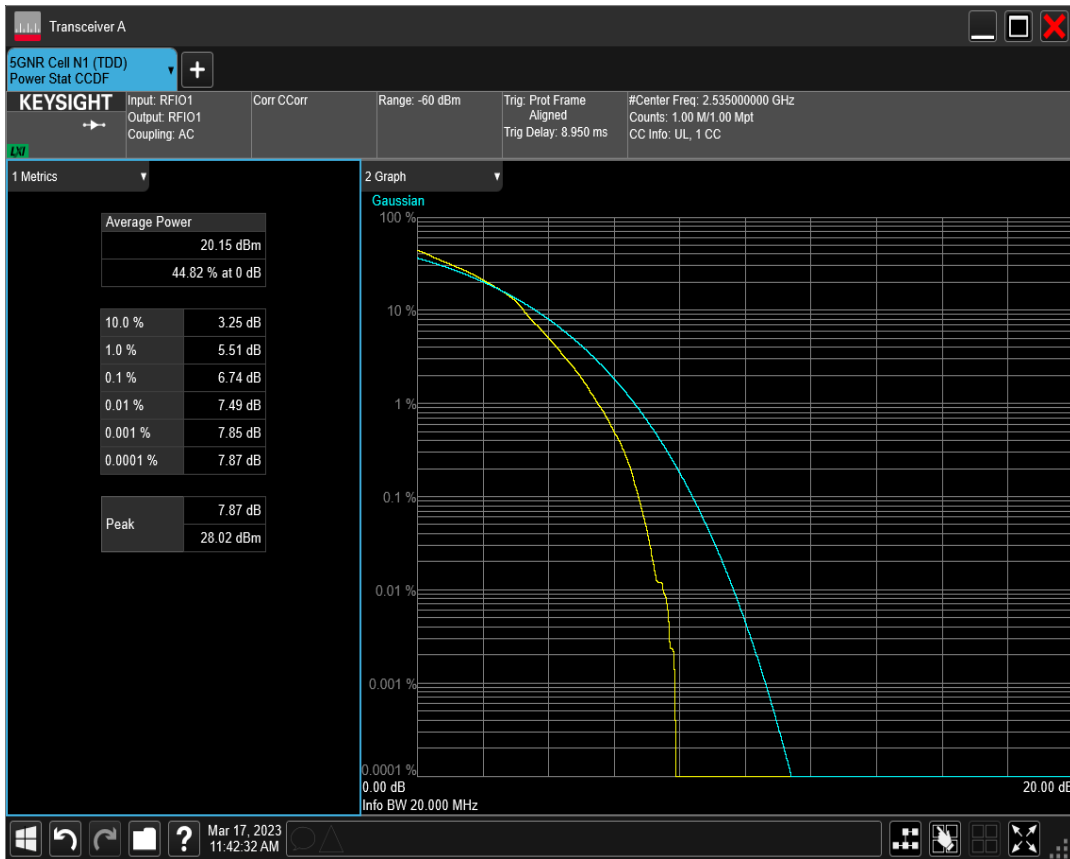 Transceiver A
5GNR Cell N1 (TDD)
Power Stat CCDF
KEYSIGHT
LXI
Input: RFIO1
Output: RFIO1
Coupling: AC
Corr CCorr
Range: -60 dBm
Trig: Prot Frame
Aligned
Trig Delay: 8.950 ms
#Center Freq: 2.535000000 GHz
Counts: 1.00 M/1.00 Mpt
CC Info: UL, 1 CC
1 Metrics
Average Power
20.15 dBm
44.82 % at 0 dB
10.0 % 3.25 dB
1.0 % 5.51 dB
0.1 % 6.74 dB
0.01 % 7.49 dB
0.001 % 7.85 dB
0.0001 % 7.87 dB
Peak
7.87 dB
28.02 dBm
2 Graph
Gaussian
100 %
10 %
1 %
0.1 %
0.01 %
0.001 %
0.0001 %
0.00 dB 20.00 dB
Info BW 20.000 MHz
?
Mar 17, 2023
11:42:32 AM